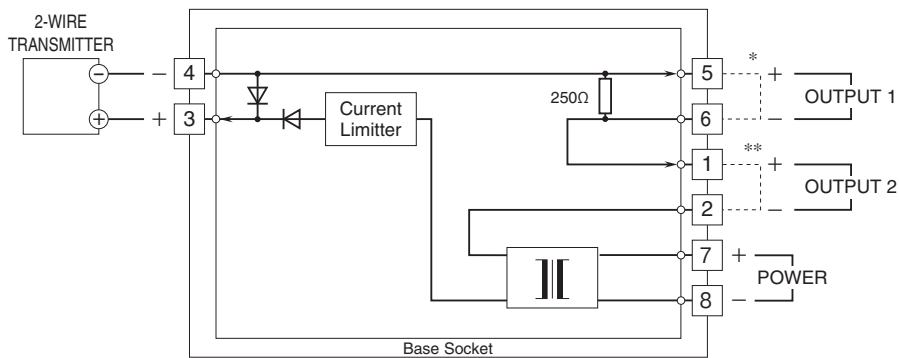 2-WIRE
TRANSMITTER
− − 4
+ + 3
Current
Limitter
250Ω
5 * +
OUTPUT 1
6 −
1 ** +
OUTPUT 2
2 −
7 +
POWER
8 −
Base Socket